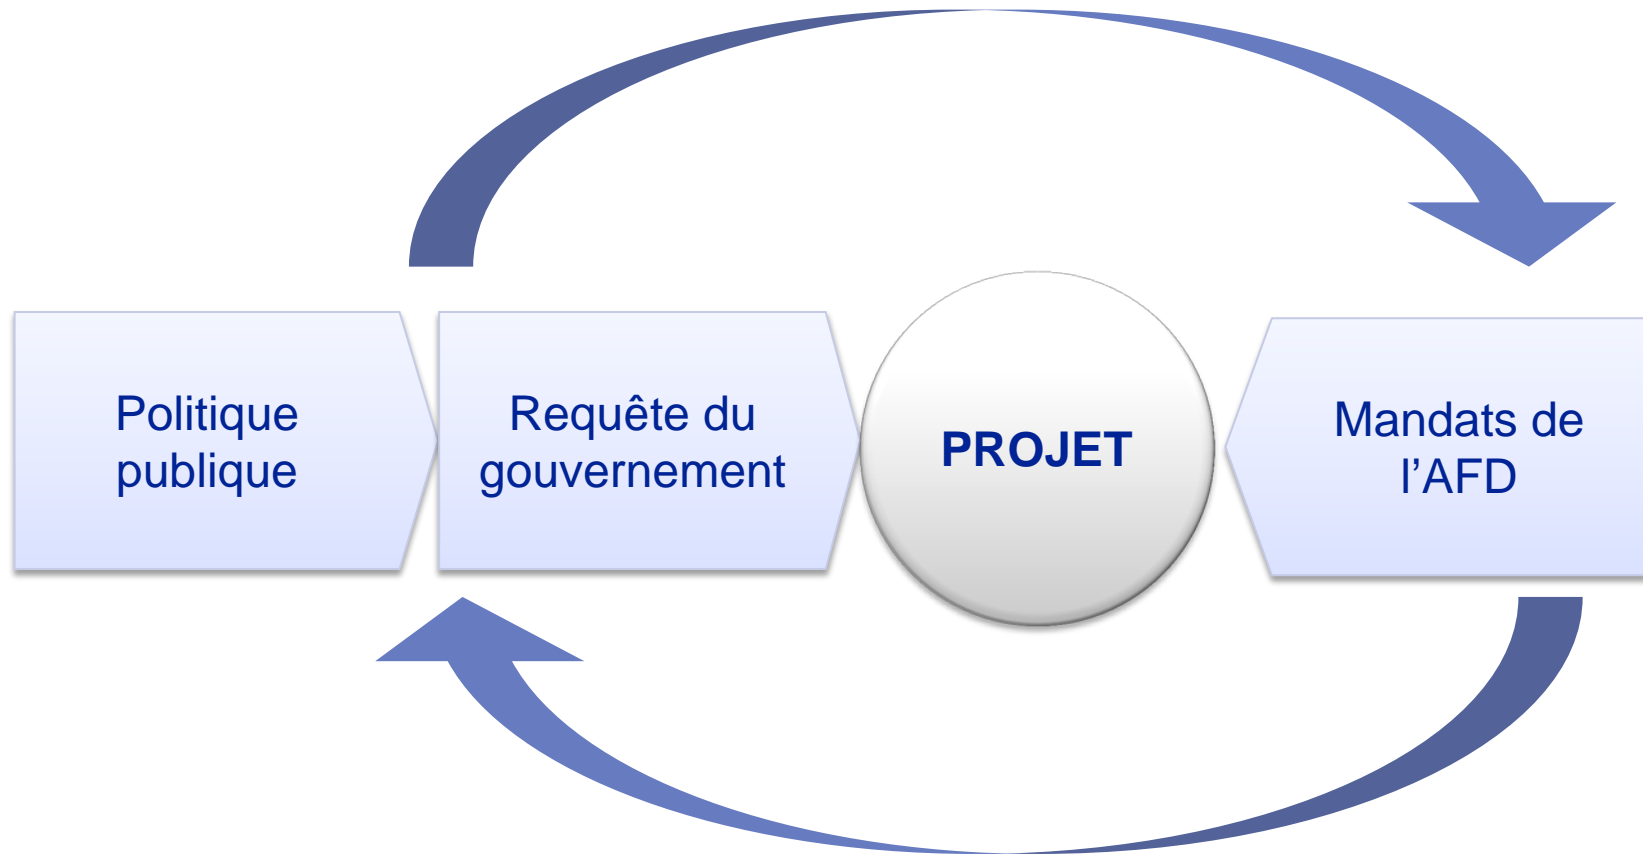 Politique
publique
Requête du
gouvernement
PROJET
Mandats de
l’AFD